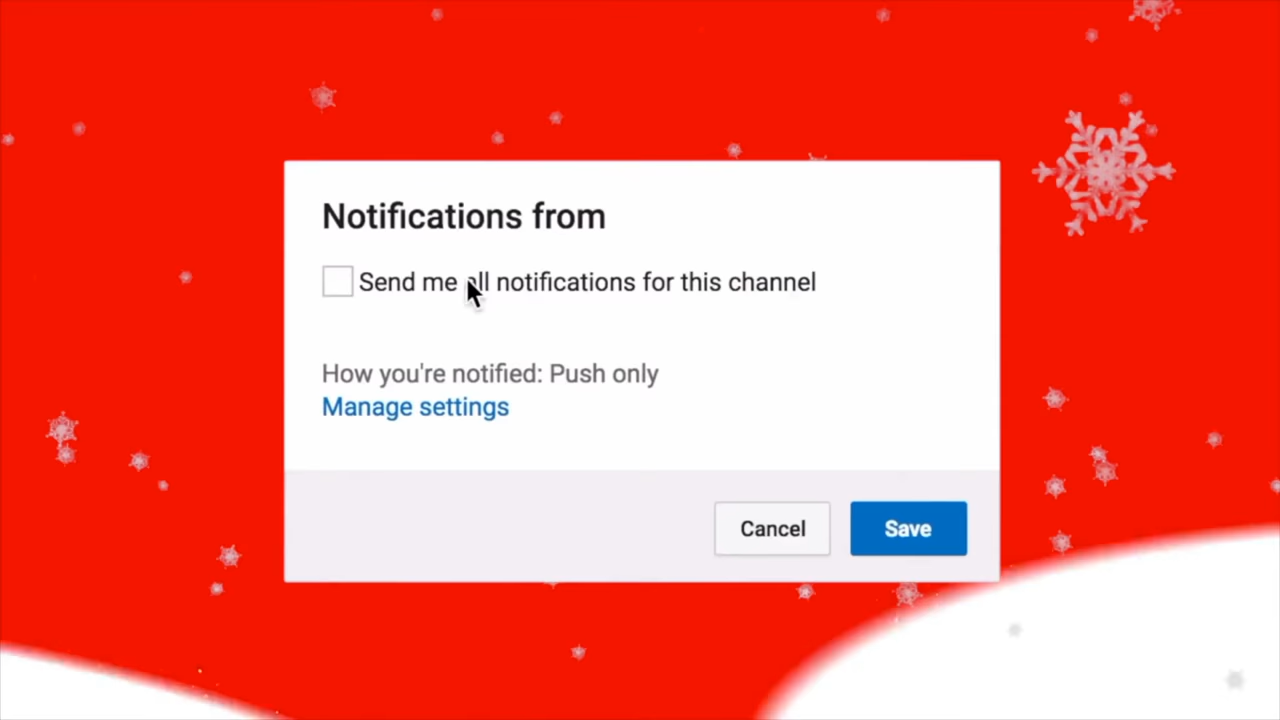 Notifications from
Send me all notifications for this channel
How you're notified: Push only
Manage settings
Cancel
Save